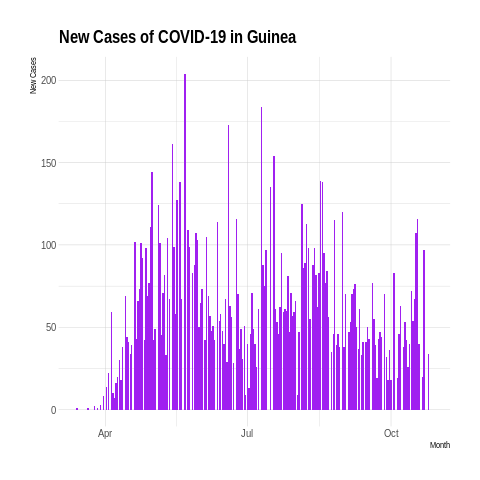 New Cases of COVID-19 in Guinea
New Cases
200
150
100
50
0
Apr
Jul
Oct
Month